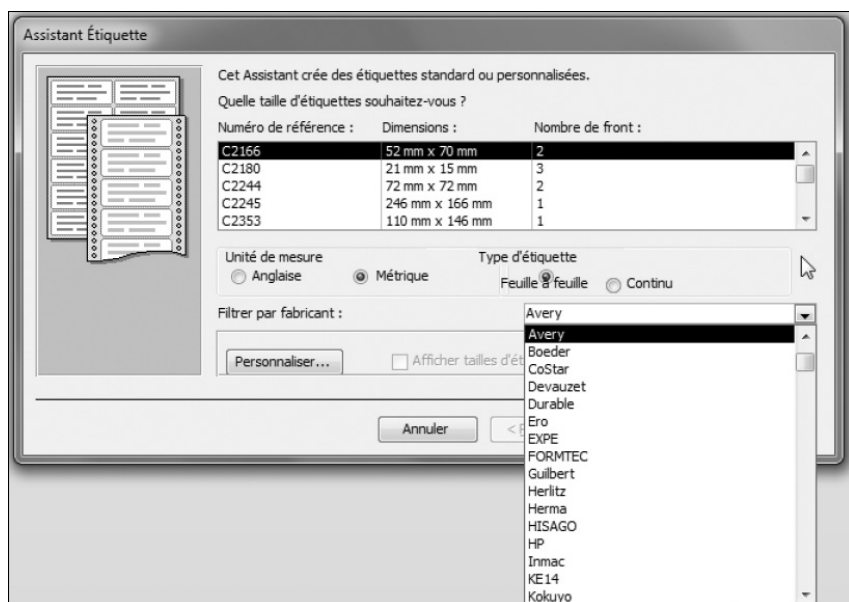 Assistant Étiquette
Cet Assistant crée des étiquettes standard ou personnalisées.
Quelle taille d'étiquettes souhaitez-vous ?
Numéro de référence : Dimensions : Nombre de front :
C2166 52 mm x 70 mm 2
C2180 21 mm x 15 mm 3
C2244 72 mm x 72 mm 2
C2245 246 mm x 166 mm 1
C2353 110 mm x 146 mm 1
Unité de mesure Type d'étiquette
Anglaise Métrique Feuille à feuille Continu
Filtrer par fabricant : Avery
Avery
Boeder
Personnaliser... Afficher tailles
CoStar
Devauzet
Durable
Ero
Annuler <
EXPE
FORMTEC
Guilbert
Herlitz
Herma
HISAGO
HP
Inmac
KE14
Kokuyo